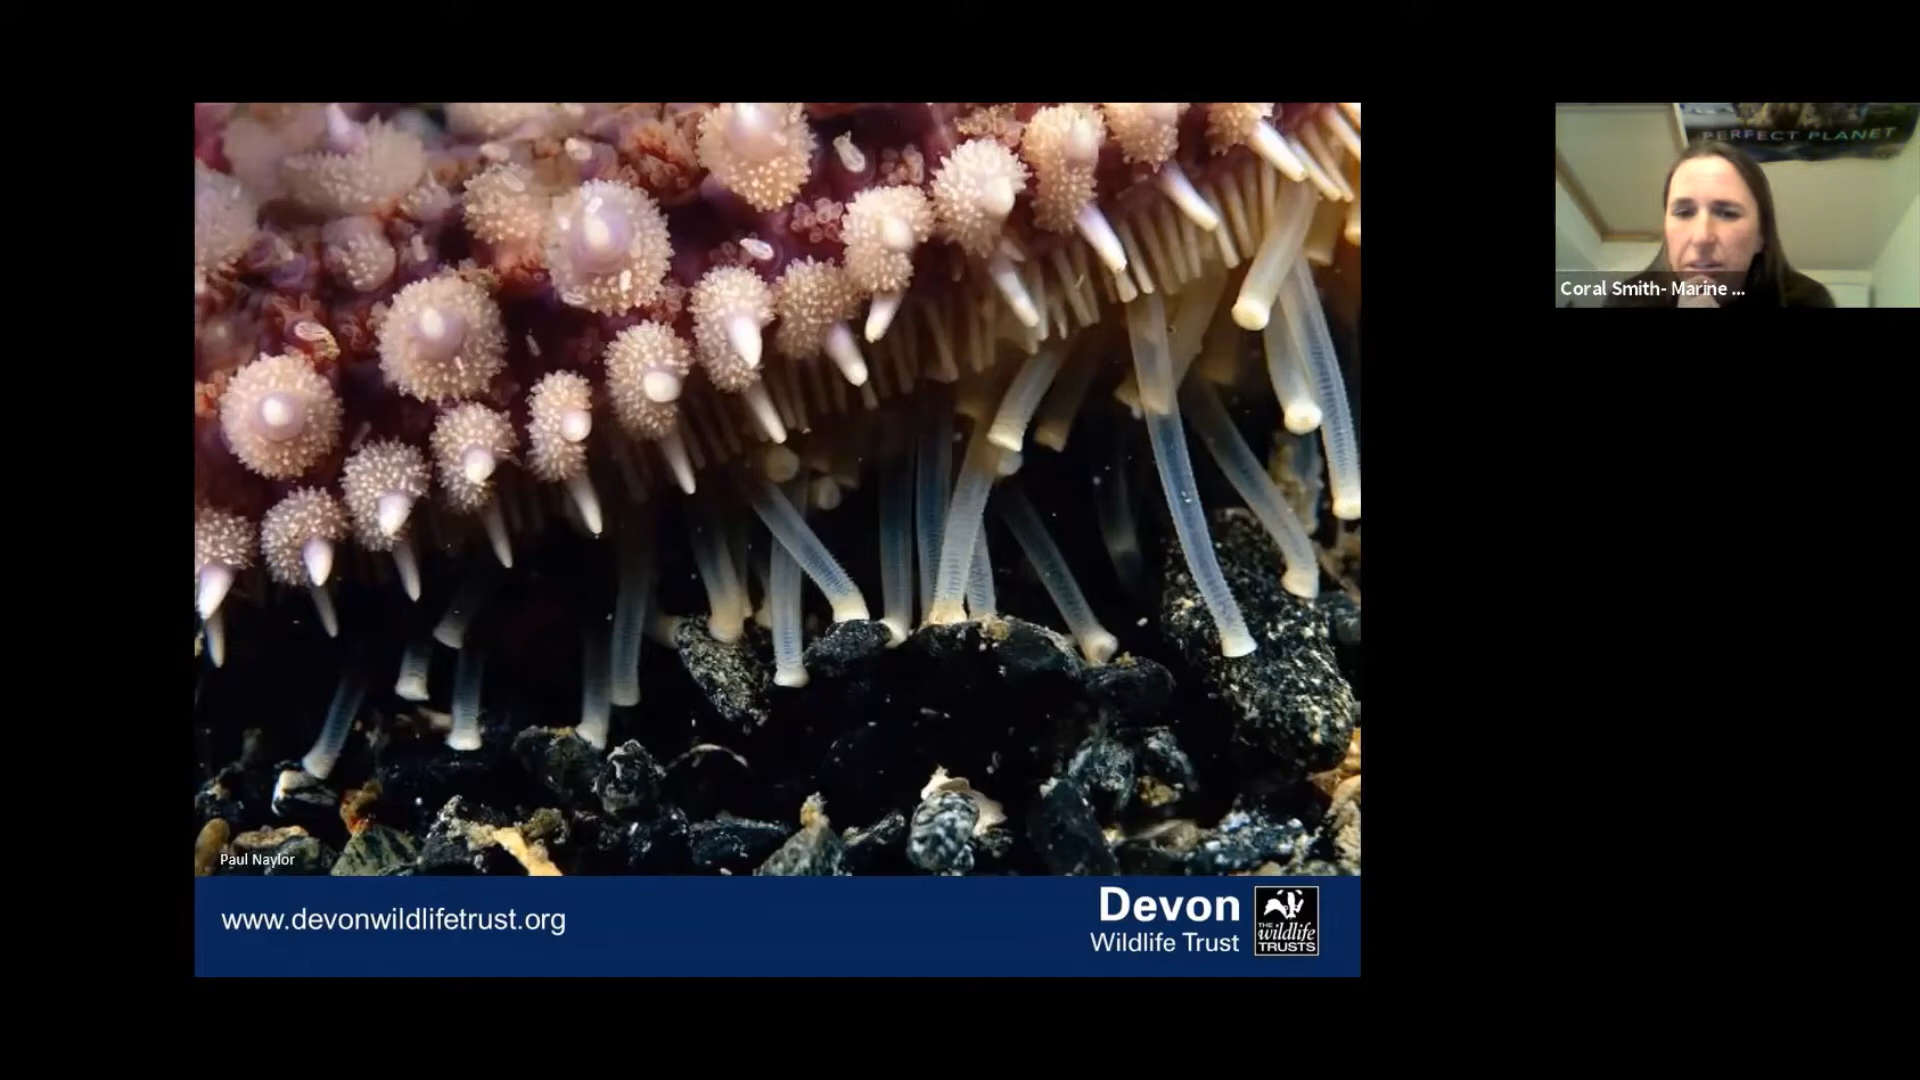 PERFECT PLANET
Coral Smith- Marine ...
Paul Naylor
www.devonwildlifetrust.org
Devon
Wildlife Trust
THE
wildlife
TRUSTS